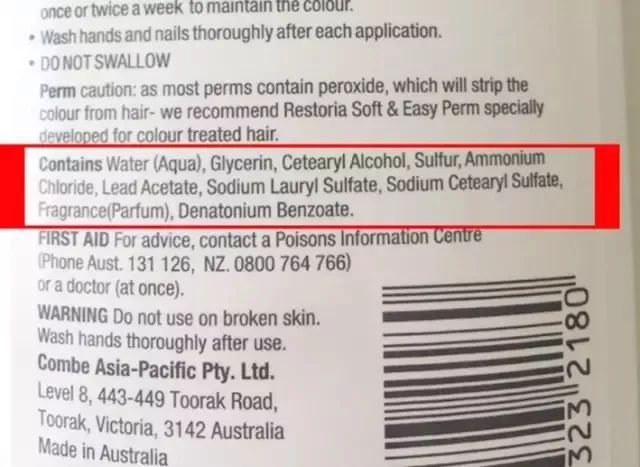 once or twice a week to maintain the colour.
• Wash hands and nails thoroughly after each application.
• DO NOT SWALLOW
Perm caution: as most perms contain peroxide, which will strip the
colour from hair- we recommend Restoria Soft & Easy Perm specially
developed for colour treated hair.
Contains Water (Aqua), Glycerin, Cetearyl Alcohol, Sulfur, Ammonium
Chloride, Lead Acetate, Sodium Lauryl Sulfate, Sodium Cetearyl Sulfate,
Fragrance(Parfum), Denatonium Benzoate.
FIRST AID For advice, contact a Poisons Information Centre
(Phone Aust. 131 126, NZ. 0800 764 766)
or a doctor (at once).
WARNING Do not use on broken skin.
Wash hands thoroughly after use.
Combe Asia-Pacific Pty. Ltd.
Level 8, 443-449 Toorak Road,
Toorak, Victoria, 3142 Australia
Made in Australia
323 2180